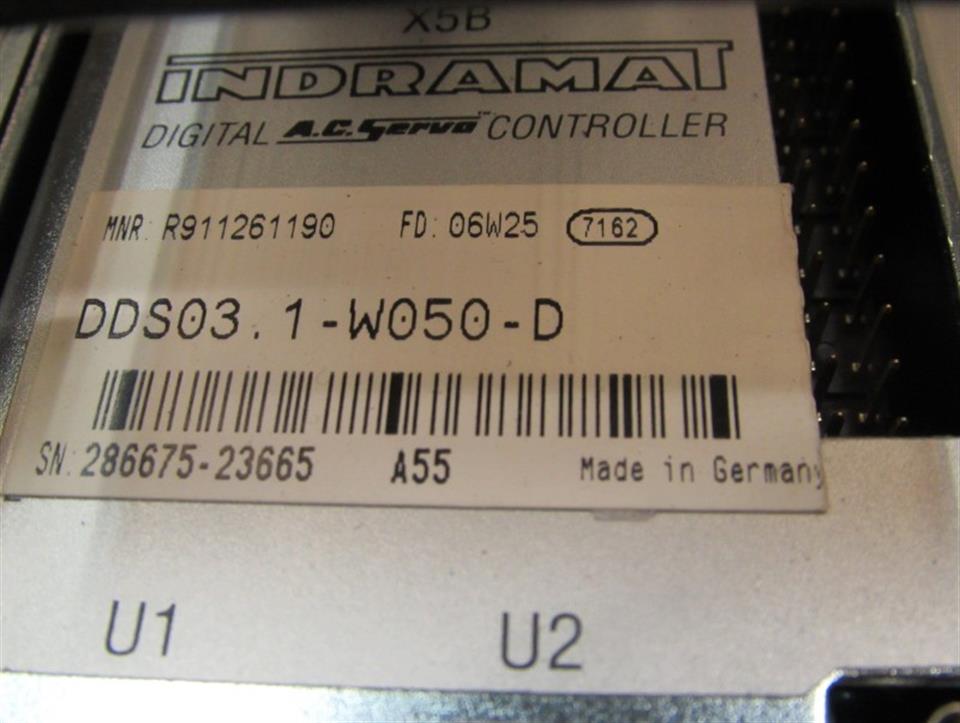 X5B
INDRAMAT
DIGITAL A.C. Servo™ CONTROLLER
MNR: R911261190 FD: 06W25 7162
DDS03.1-W050-D
SN: 286675-23665 A55 Made in Germany
U1 U2